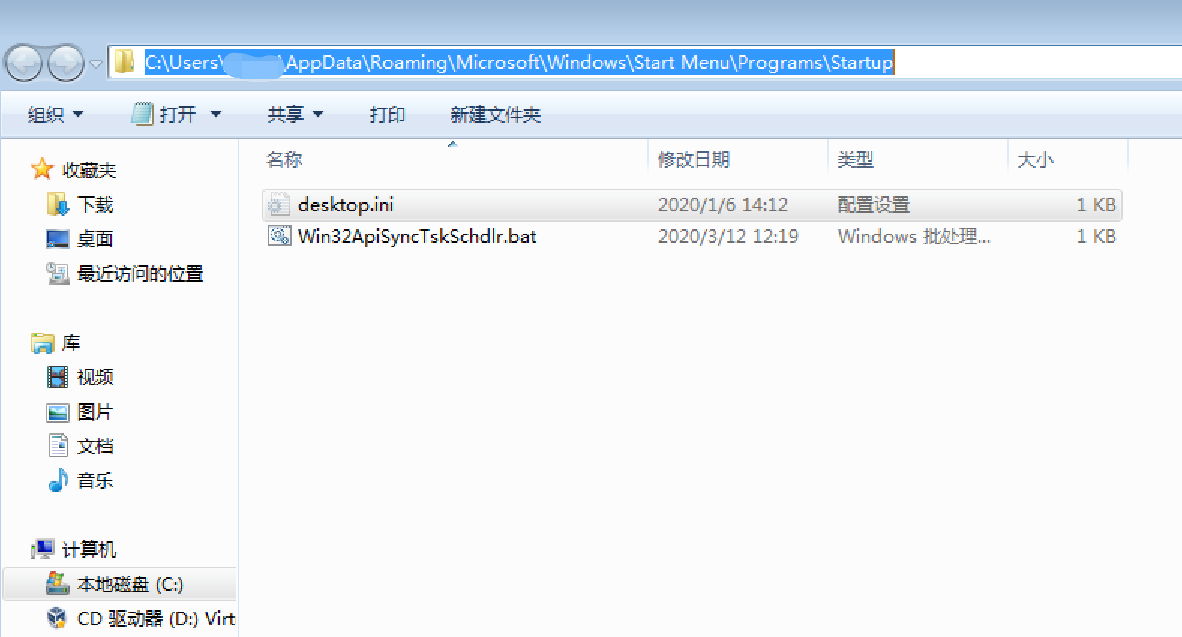 C:\Users\ \AppData\Roaming\Microsoft\Windows\Start Menu\Programs\Startup
组织 打开 共享 打印 新建文件夹
名称 修改日期 类型 大小
desktop.ini 2020/1/6 14:12 配置设置 1 KB
Win32ApiSyncTskSchdlr.bat 2020/3/12 12:19 Windows 批处理... 1 KB
收藏夹
下载
桌面
最近访问的位置
库
视频
图片
文档
音乐
计算机
本地磁盘 (C:)
CD 驱动器 (D:) Virt